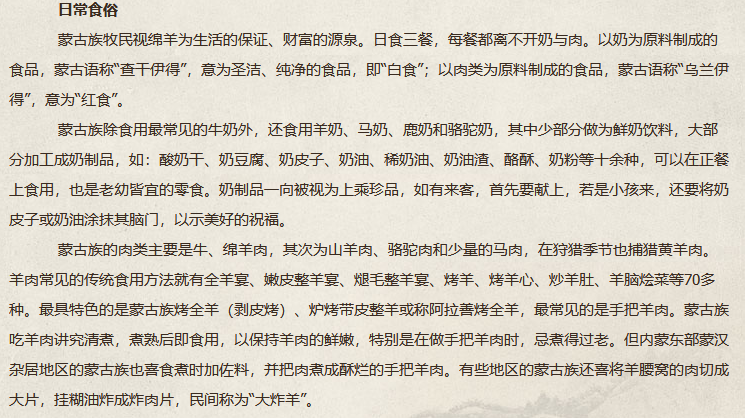 日常食俗
蒙古族牧民视绵羊为生活的保证、财富的源泉。日食三餐，每餐都离不开奶与肉。以奶为原料制成的
食品，蒙古语称“查干伊得”，意为圣洁、纯净的食品，即“白食”；以肉类为原料制成的食品，蒙古语称“乌兰伊
得”，意为“红食”。
蒙古族除食用最常见的牛奶外，还食用羊奶、马奶、鹿奶和骆驼奶，其中少部分做为鲜奶饮料，大部
分加工成奶制品，如：酸奶干、奶豆腐、奶皮子、奶油、稀奶油、奶油渣、酪酥、奶粉等十余种，可以在正餐
上食用，也是老幼皆宜的零食。奶制品一向被视为上乘珍品，如有来客，首先要献上，若是小孩来，还要将奶
皮子或奶油涂抹其脑门，以示美好的祝福。
蒙古族的肉类主要是牛、绵羊肉，其次为山羊肉、骆驼肉和少量的马肉，在狩猎季节也捕猎黄羊肉。
羊肉常见的传统食用方法就有全羊宴、嫩皮整羊宴、煺毛整羊宴、烤羊、烤羊心、炒羊肚、羊脑烩菜等70多
种。最具特色的是蒙古族烤全羊（剥皮烤）、炉烤带皮整羊或称阿拉善烤全羊，最常见的是手把羊肉。蒙古族
吃羊肉讲究清煮，煮熟后即食用，以保持羊肉的鲜嫩，特别是在做手把羊肉时，忌煮得过老。但内蒙东部蒙汉
杂居地区的蒙古族也喜食煮时加佐料，并把肉煮成酥烂的手把羊肉。有些地区的蒙古族还喜将羊腰窝的肉切成
大片，挂糊油炸成炸肉片，民间称为“大炸羊”。